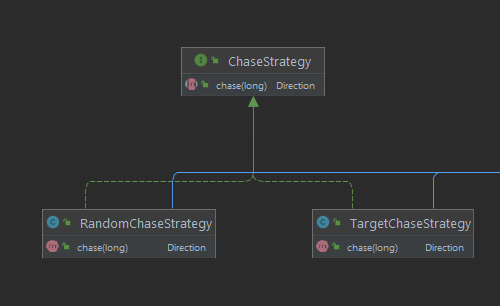 I ChaseStrategy
m chase(long) Direction
C RandomChaseStrategy
m chase(long) Direction
C TargetChaseStrategy
m chase(long) Direction